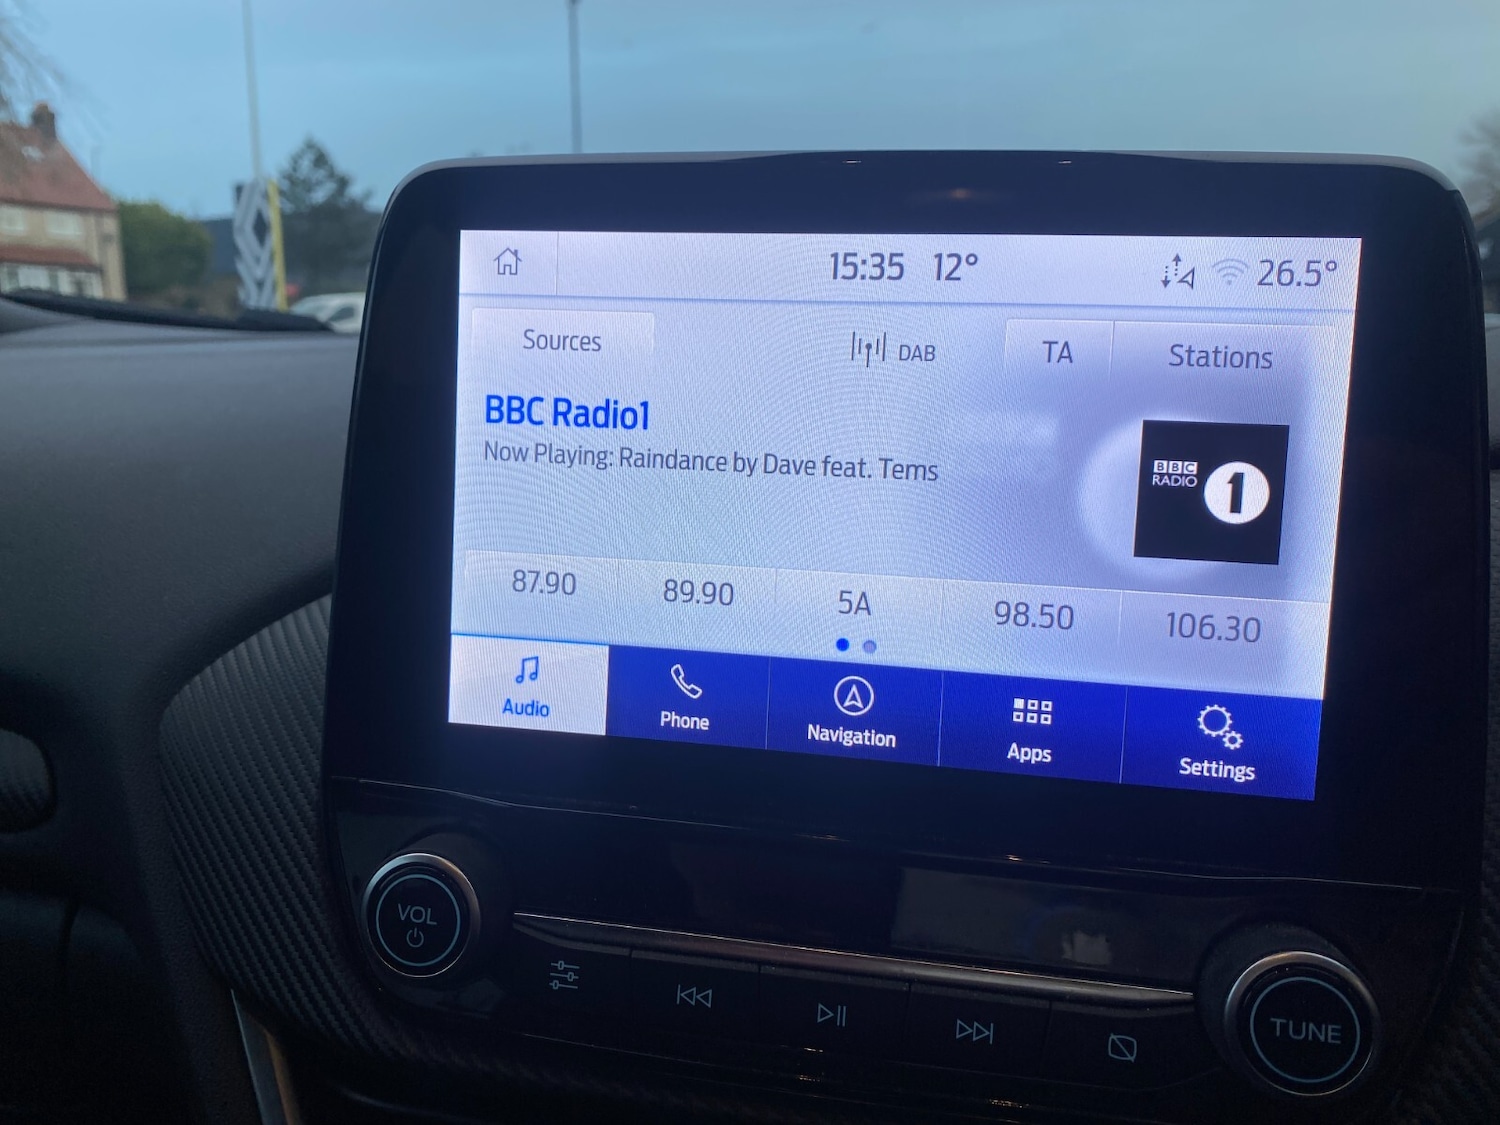 15:35 12° 26.5°
Sources DAB TA Stations
BBC Radio1
Now Playing: Raindance by Dave feat. Tems
BBC
RADIO 1
87.90 89.90 5A 98.50 106.30
Audio Phone Navigation Apps Settings
VOL
TUNE